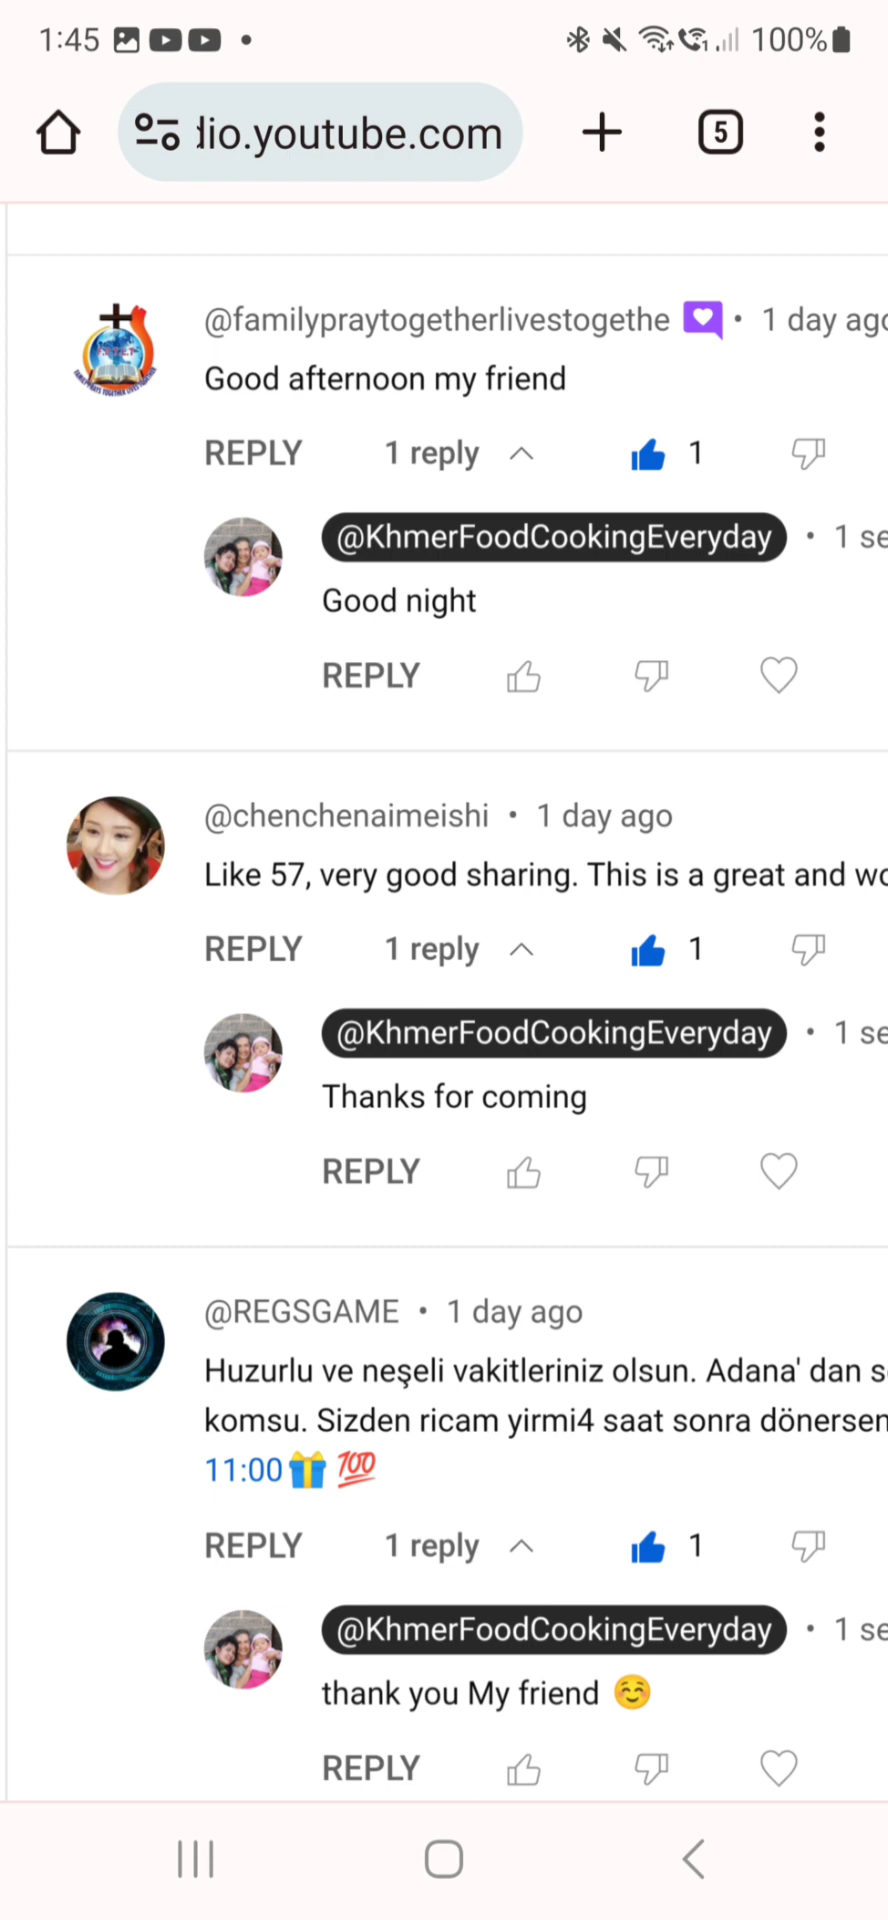 1:45
100%
dio.youtube.com
5
@familypraytogetherlivestogethe • 1 day ago
Good afternoon my friend
REPLY 1 reply 1
@KhmerFoodCookingEveryday • 1 se
Good night
REPLY
@chenchenaimeishi • 1 day ago
Like 57, very good sharing. This is a great and wo
REPLY 1 reply 1
@KhmerFoodCookingEveryday • 1 se
Thanks for coming
REPLY
@REGSGAME • 1 day ago
Huzurlu ve neşeli vakitleriniz olsun. Adana' dan s
komsu. Sizden ricam yirmi4 saat sonra dönersen
11:00🎁 💯
REPLY 1 reply 1
@KhmerFoodCookingEveryday • 1 se
thank you My friend ☺️
REPLY